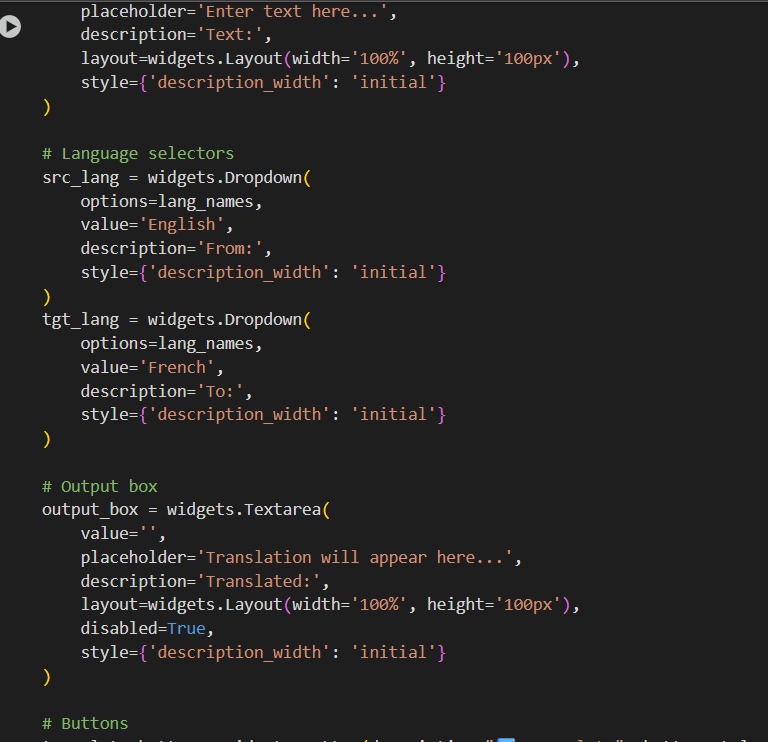 placeholder='Enter text here...',
    description='Text:',
    layout=widgets.Layout(width='100%', height='100px'),
    style={'description_width': 'initial'}
)

# Language selectors
src_lang = widgets.Dropdown(
    options=lang_names,
    value='English',
    description='From:',
    style={'description_width': 'initial'}
)
tgt_lang = widgets.Dropdown(
    options=lang_names,
    value='French',
    description='To:',
    style={'description_width': 'initial'}
)

# Output box
output_box = widgets.Textarea(
    value='',
    placeholder='Translation will appear here...',
    description='Translated:',
    layout=widgets.Layout(width='100%', height='100px'),
    disabled=True,
    style={'description_width': 'initial'}
)

# Buttons